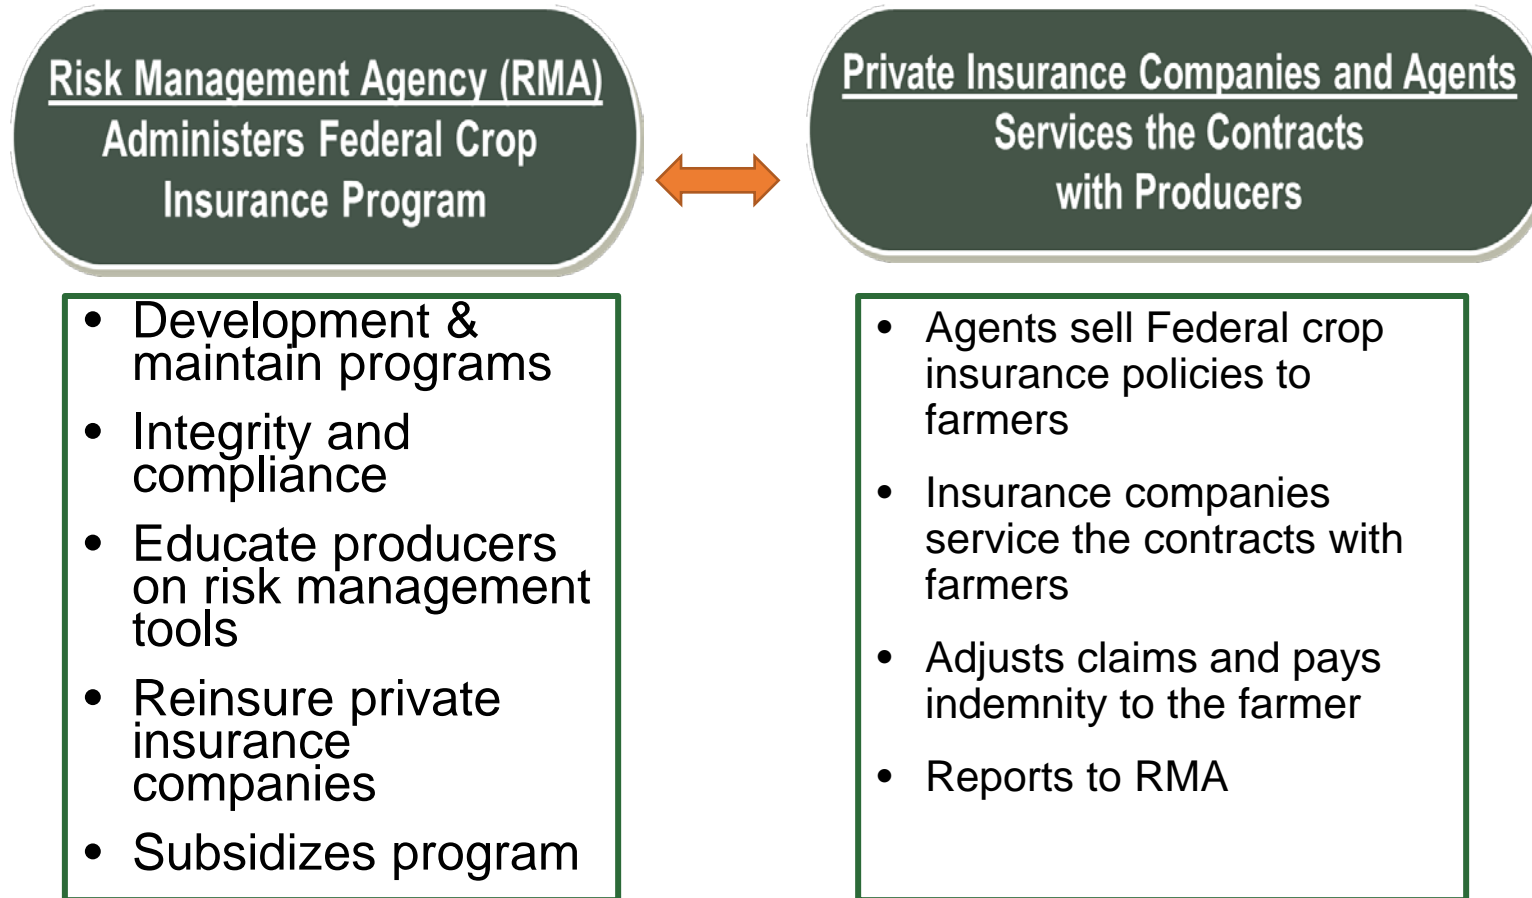 Risk Management Agency (RMA)
Administers Federal Crop
Insurance Program
Private Insurance Companies and Agents
Services the Contracts
with Producers
• Development &
maintain programs
• Integrity and
compliance
• Educate producers
on risk management
tools
• Reinsure private
insurance
companies
• Subsidizes program
• Agents sell Federal crop
insurance policies to
farmers
• Insurance companies
service the contracts with
farmers
• Adjusts claims and pays
indemnity to the farmer
• Reports to RMA